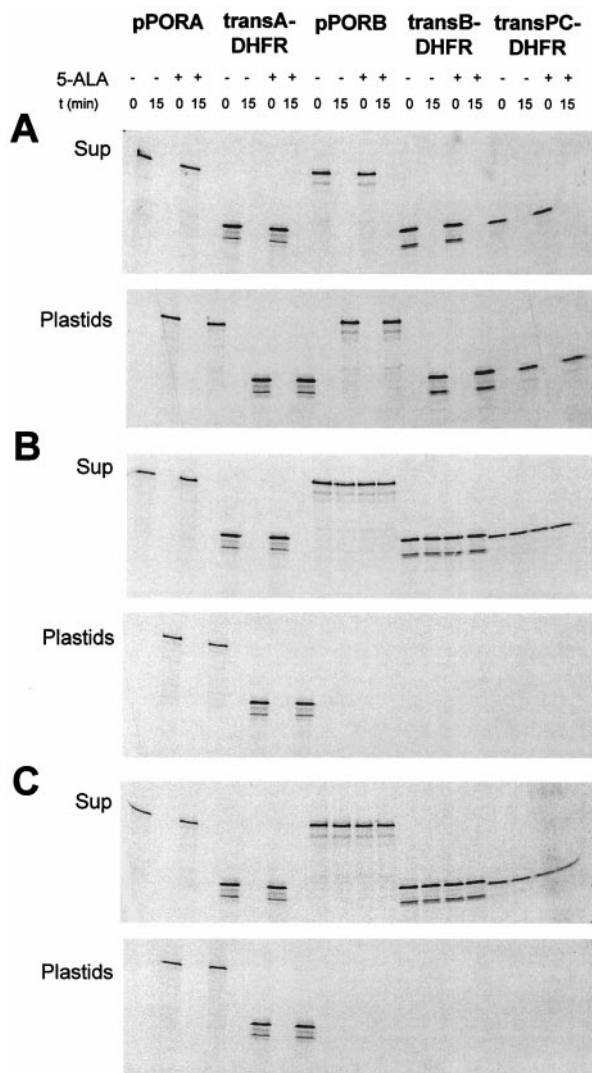 pPORA transA- pPORB transB- transPC-
DHFR DHFR DHFR
5-ALA - - + + - - + + - - + + - - + + - - + +
t (min) 0 15 0 15 0 15 0 15 0 15 0 15 0 15 0 15 0 15 0 15
A
Sup
Plastids
B
Sup
Plastids
C
Sup
Plastids